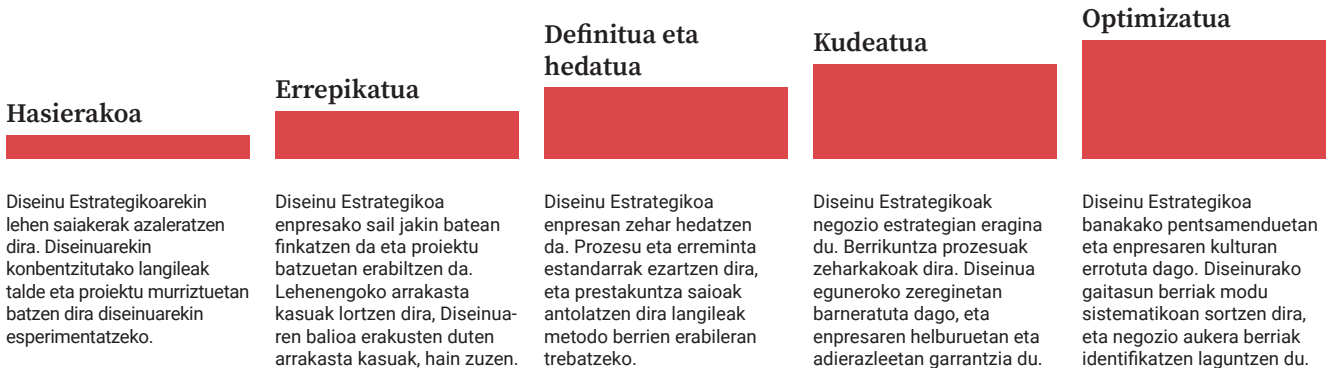 Hasierakoa
Diseinu Estrategikoarekin
lehen saiakerak azaleratzen
dira. Diseinuarekin
konbentzitutako langileak
talde eta proiektu murriztuetan
batzen dira diseinuarekin
esperimentatzeko.
Errepikatua
Diseinu Estrategikoa
enpresako sail jakin batean
finkatzen da eta proiektu
batzuetan erabiltzen da.
Lehenengoko arrakasta
kasuak lortzen dira, Diseinua-
ren balioa erakusten duten
arrakasta kasuak, hain zuzen.
Definitua eta
hedatua
Diseinu Estrategikoa
enpresan zehar hedatzen
da. Prozesu eta erreminta
estandarrak ezartzen dira,
eta prestakuntza saioak
antolatzen dira langileak
metodo berrien erabileran
trebatzeko.
Kudeatua
Diseinu Estrategikoak
negozio estrategian eragina
du. Berrikuntza prozesuak
zeharkakoak dira. Diseinua
eguneroko zereginetan
barneratuta dago, eta
enpresaren helburuetan eta
adierazleetan garrantzia du.
Optimizatua
Diseinu Estrategikoa
banakako pentsamenduetan
eta enpresaren kulturan
errotuta dago. Diseinurako
gaitasun berriak modu
sistematikoan sortzen dira,
eta negozio aukera berriak
identifikatzen laguntzen du.